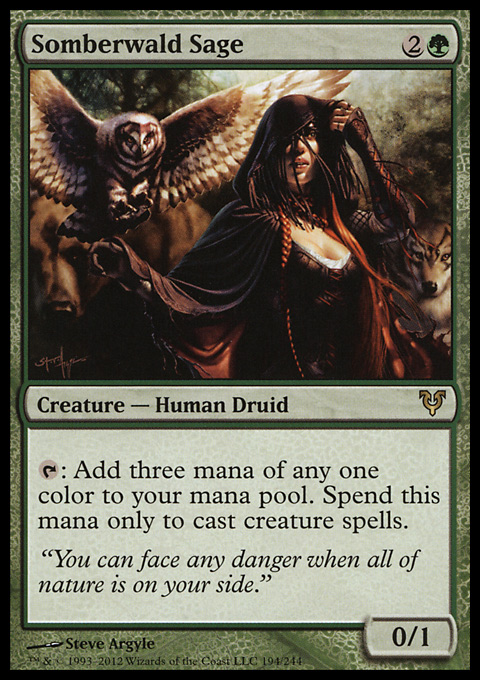 Somberwald Sage 2
Creature — Human Druid
: Add three mana of any one
color to your mana pool. Spend this
mana only to cast creature spells.
“You can face any danger when all of
nature is on your side.”
Steve Argyle
0/1
™ & 1993–2012 Wizards of the Coast LLC 194/244